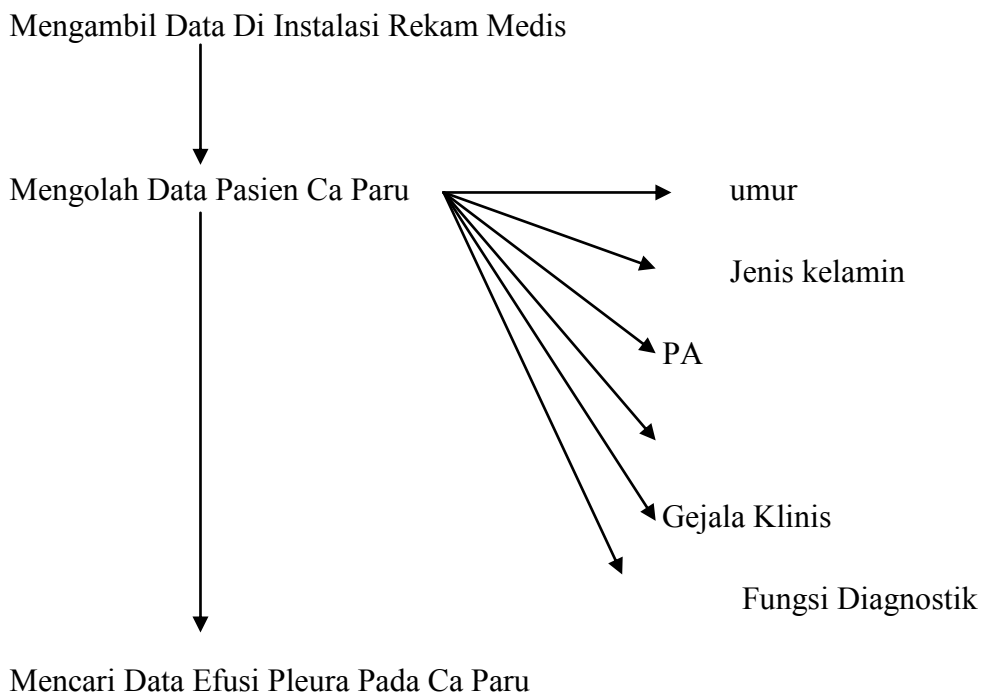 Mengambil Data Di Instalasi Rekam Medis
Mengolah Data Pasien Ca Paru
umur
Jenis kelamin
PA
Gejala Klinis
Fungsi Diagnostik
Mencari Data Efusi Pleura Pada Ca Paru